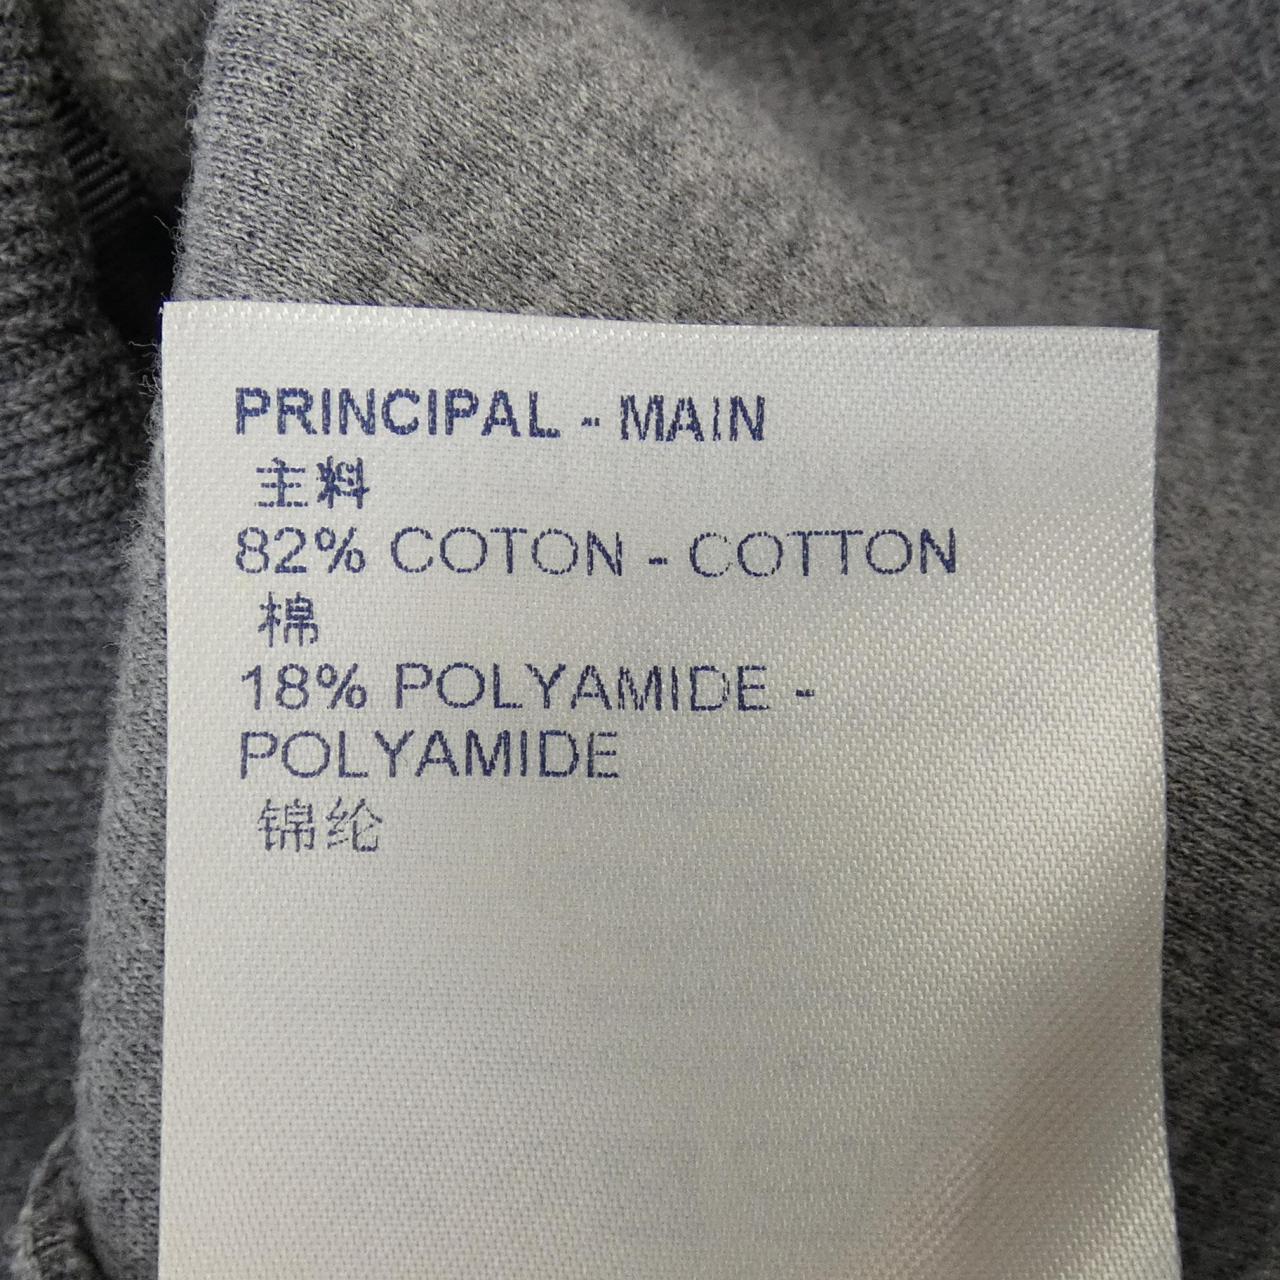 PRINCIPAL - MAIN
主料
82% COTON - COTTON
棉
18% POLYAMIDE -
POLYAMIDE
锦纶